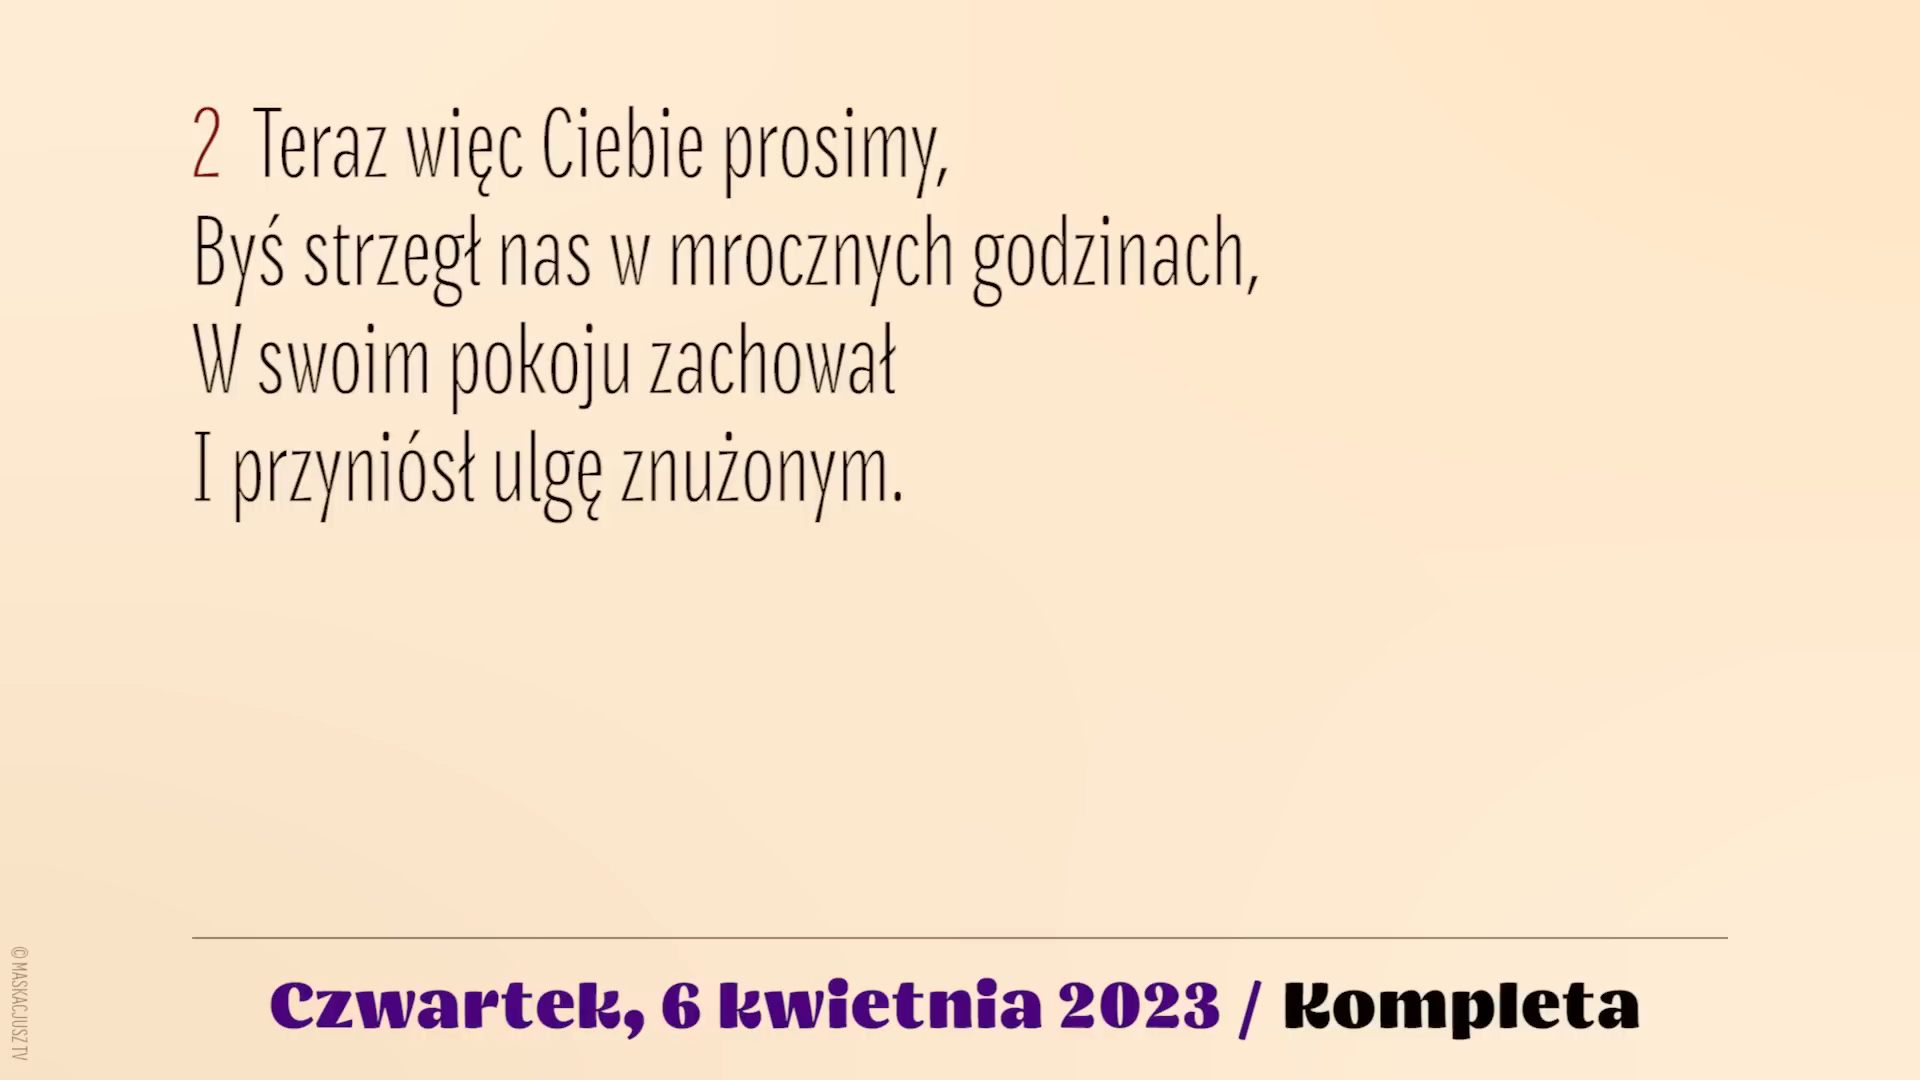 2 Teraz więc Ciebie prosimy,
Byś strzegł nas w mrocznych godzinach,
W swoim pokoju zachował
I przyniósł ulgę znużonym.
Czwartek, 6 kwietnia 2023 / Kompleta
© MASKACJUSZ TV